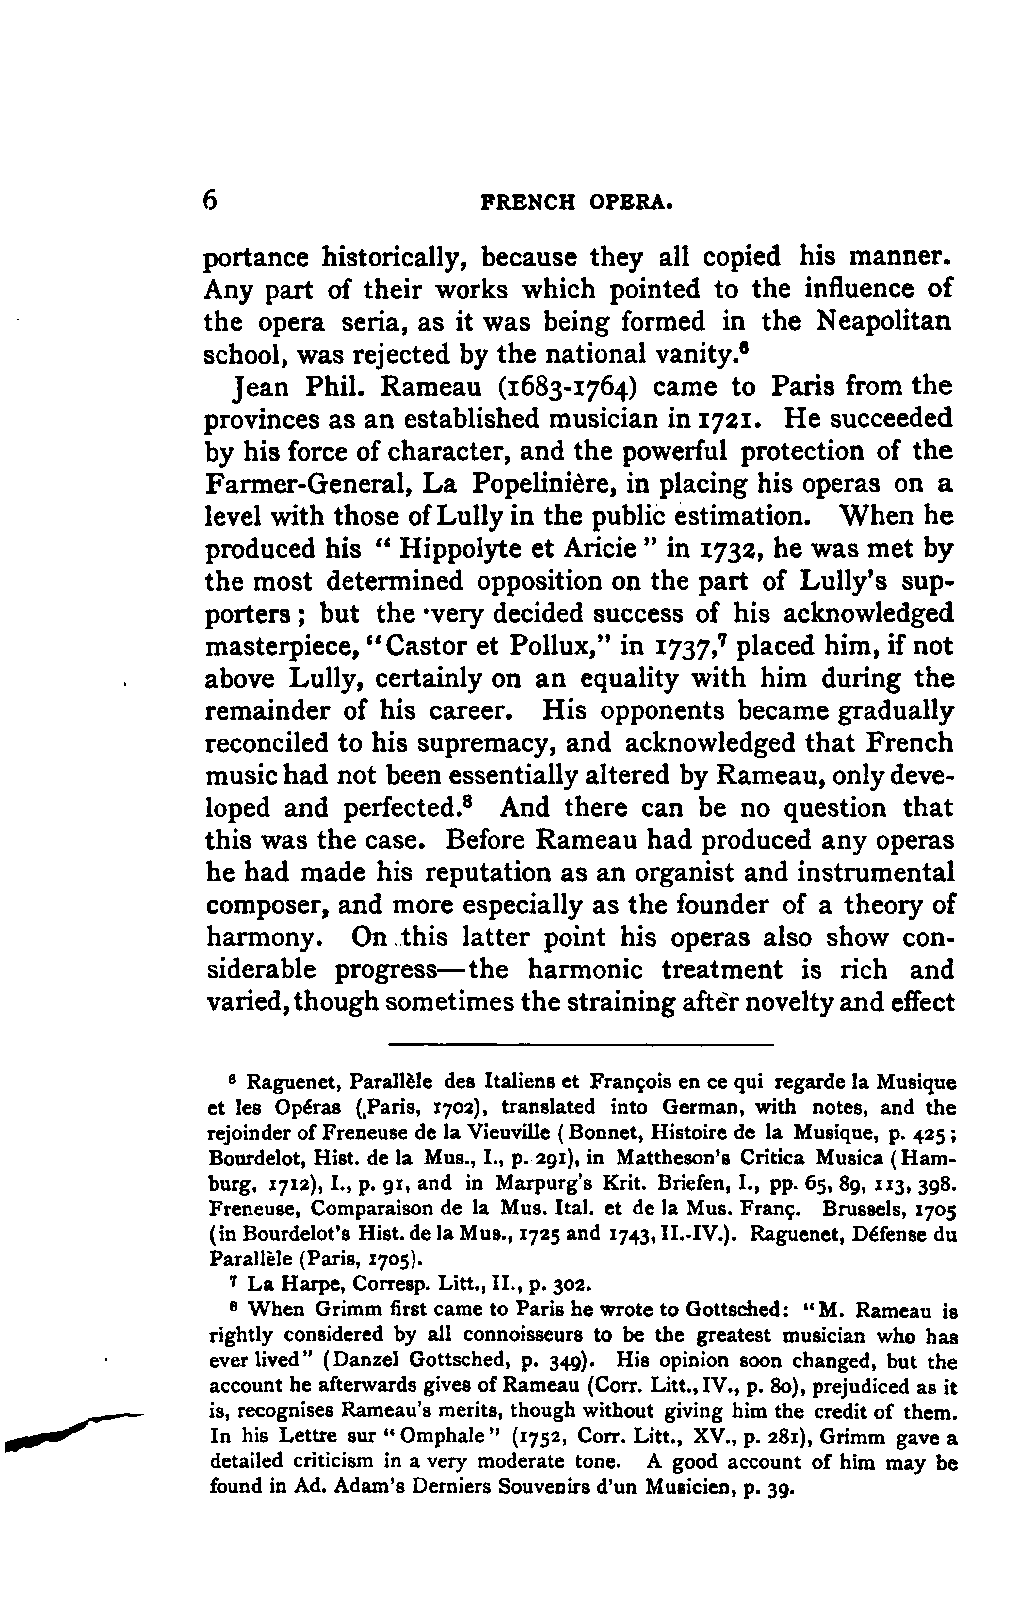 6 FRENCH OPERA.
portance historically, because they all copied his manner.
Any part of their works which pointed to the influence of
the opera seria, as it was being formed in the Neapolitan
school, was rejected by the national vanity.⁶
Jean Phil. Rameau (1683-1764) came to Paris from the
provinces as an established musician in 1721. He succeeded
by his force of character, and the powerful protection of the
Farmer-General, La Popelinière, in placing his operas on a
level with those of Lully in the public estimation. When he
produced his “ Hippolyte et Aricie ” in 1732, he was met by
the most determined opposition on the part of Lully's sup-
porters ; but the very decided success of his acknowledged
masterpiece, “Castor et Pollux,” in 1737,⁷ placed him, if not
above Lully, certainly on an equality with him during the
remainder of his career. His opponents became gradually
reconciled to his supremacy, and acknowledged that French
music had not been essentially altered by Rameau, only deve-
loped and perfected.⁸ And there can be no question that
this was the case. Before Rameau had produced any operas
he had made his reputation as an organist and instrumental
composer, and more especially as the founder of a theory of
harmony. On this latter point his operas also show con-
siderable progress—the harmonic treatment is rich and
varied, though sometimes the straining after novelty and effect
⁶ Raguenet, Parallèle des Italiens et François en ce qui regarde la Musique
et les Opéras (Paris, 1702), translated into German, with notes, and the
rejoinder of Freneuse de la Vieuville (Bonnet, Histoire de la Musique, p. 425 ;
Bourdelot, Hist. de la Mus., I., p. 291), in Mattheson's Critica Musica (Ham-
burg, 1712), I., p. 91, and in Marpurg's Krit. Briefen, I., pp. 65, 89, 113, 398.
Freneuse, Comparaison de la Mus. Ital. et de la Mus. Franç. Brussels, 1705
(in Bourdelot's Hist. de la Mus., 1725 and 1743, II.-IV.). Raguenet, Défense du
Parallèle (Paris, 1705).
⁷ La Harpe, Corresp. Litt., II., p. 302.
⁸ When Grimm first came to Paris he wrote to Gottsched: “M. Rameau is
rightly considered by all connoisseurs to be the greatest musician who has
ever lived” (Danzel Gottsched, p. 349). His opinion soon changed, but the
account he afterwards gives of Rameau (Corr. Litt., IV., p. 80), prejudiced as it
is, recognises Rameau's merits, though without giving him the credit of them.
In his Lettre sur “Omphale” (1752, Corr. Litt., XV., p. 281), Grimm gave a
detailed criticism in a very moderate tone. A good account of him may be
found in Ad. Adam's Derniers Souvenirs d'un Musicien, p. 39.